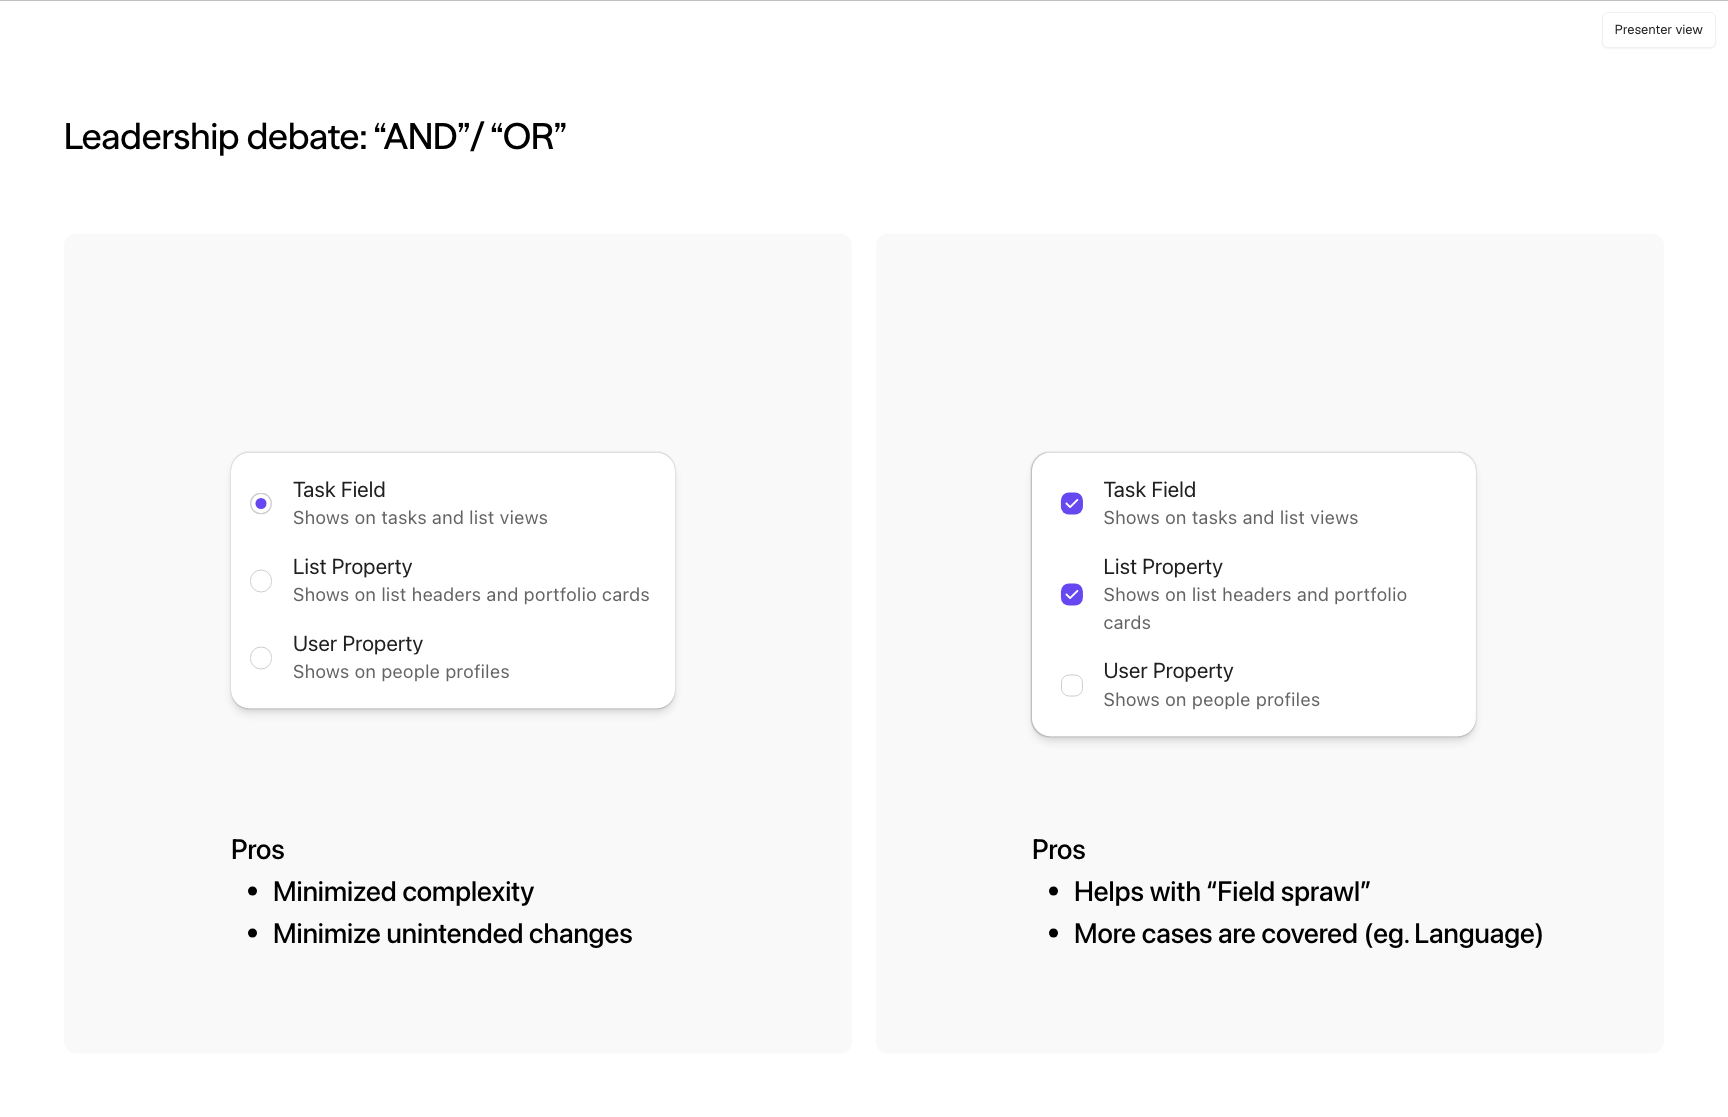 Presenter view
Leadership debate: “AND”/ “OR”
Task Field
Shows on tasks and list views
List Property
Shows on list headers and portfolio cards
User Property
Shows on people profiles
Pros
• Minimized complexity
• Minimize unintended changes
Task Field
Shows on tasks and list views
List Property
Shows on list headers and portfolio
cards
User Property
Shows on people profiles
Pros
• Helps with “Field sprawl”
• More cases are covered (eg. Language)